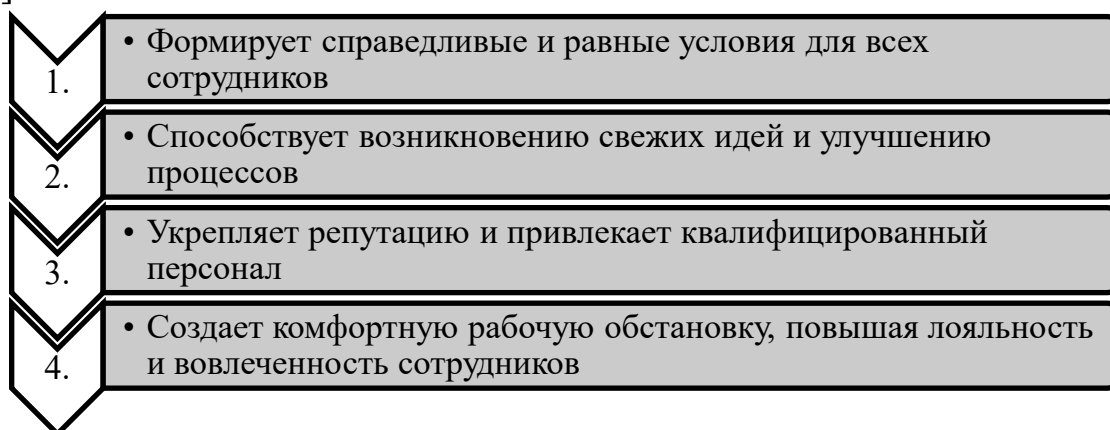 ]
1.
• Формирует справедливые и равные условия для всех
сотрудников
2.
• Способствует возникновению свежих идей и улучшению
процессов
3.
• Укрепляет репутацию и привлекает квалифицированный
персонал
4.
• Создает комфортную рабочую обстановку, повышая лояльность
и вовлеченность сотрудников